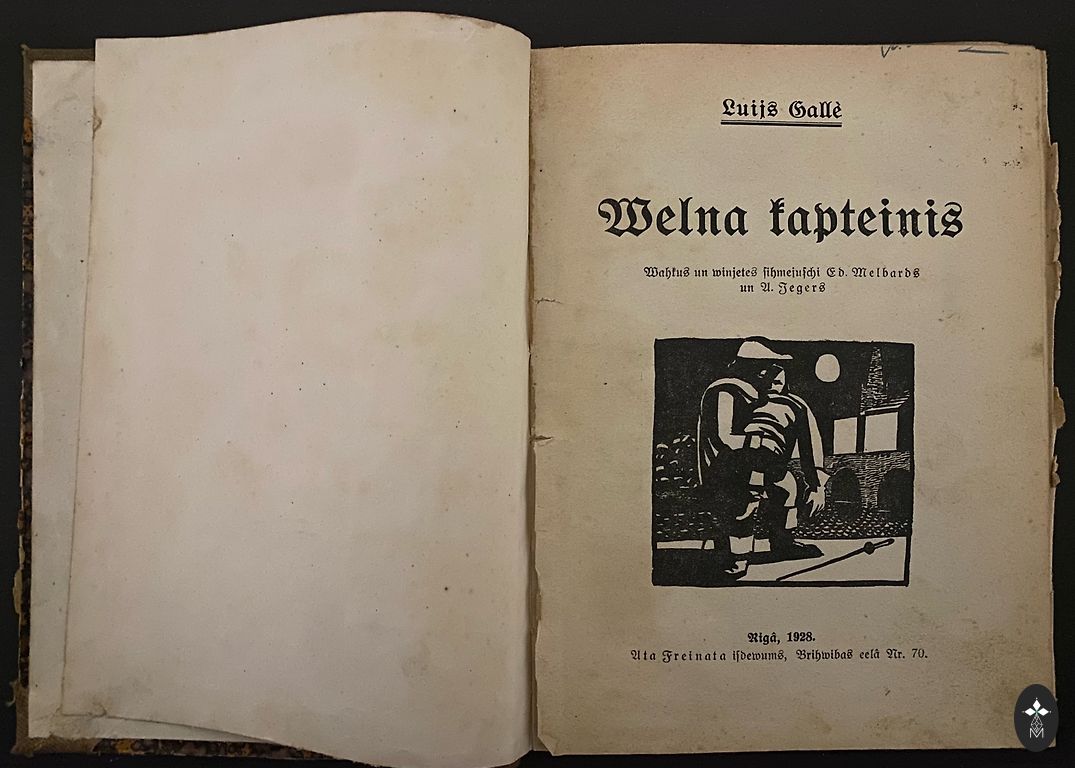 Luijs Gallè
Welna kapteinis
Wahkus un winjetes sihmejuschi Ed. Melbards
un A. Jegers
Rigâ, 1928.
Ata Freinata isdewums, Brihwibas eelâ Nr. 70.